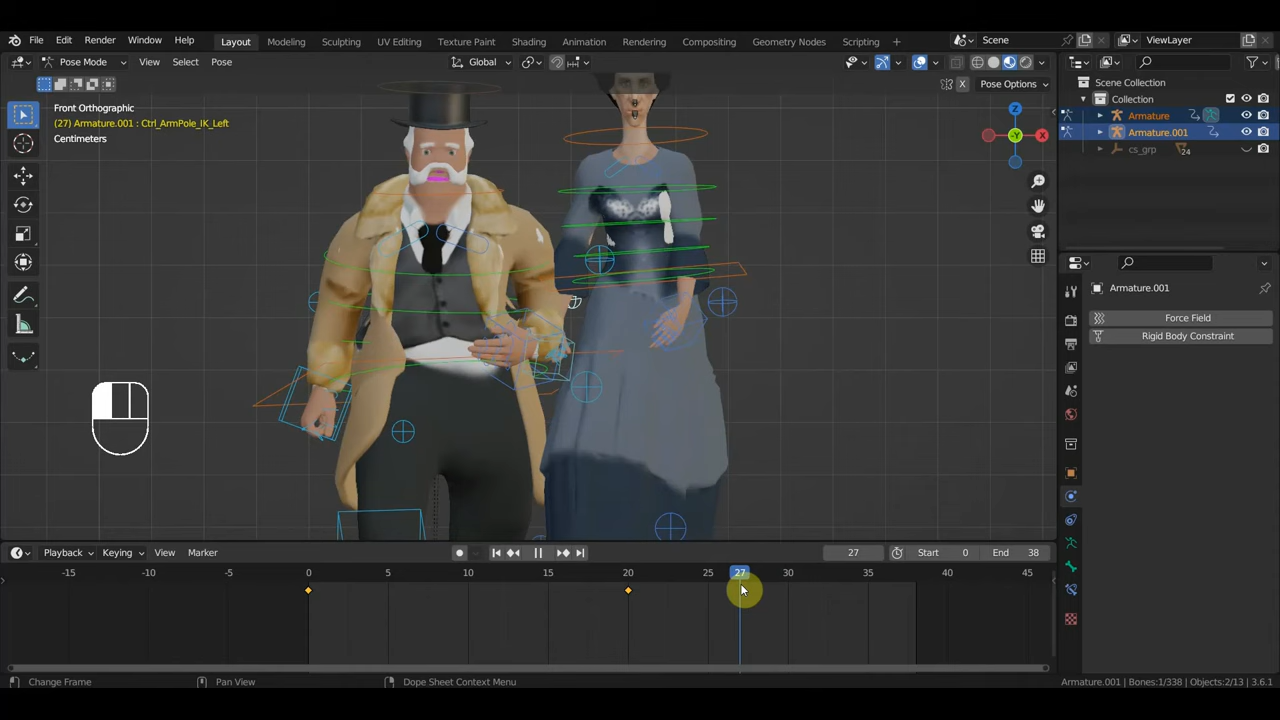 File Edit Render Window Help Layout Modeling Sculpting UV Editing Texture Paint Shading Animation Rendering Compositing Geometry Nodes Scripting + Scene ViewLayer
Pose Mode View Select Pose Global X Pose Options
Front Orthographic
(27) Armature.001 : Ctrl_ArmPole_IK_Left
Centimeters
Z
Y
X
Scene Collection
Collection
Armature
Armature.001
cs_grp 24
Armature.001
Force Field
Rigid Body Constraint
Playback Keying View Marker 27 Start 0 End 38
-15 -10 -5 0 5 10 15 20 25 27 30 35 40 45
Change Frame Pan View Dope Sheet Context Menu Armature.001 | Bones:1/338 | Objects:2/13 | 3.6.1